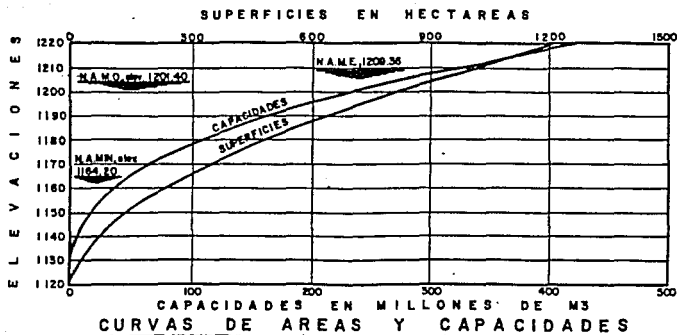 SUPERFICIES EN HECTAREAS
0 300 600 900 1200 1500
ELEVACIONES
1220
1210
1200
1190
1180
1170
1160
1150
1140
1130
1120
N.A.M.O., elev. 1201.40
N.A.M.E., 1209.36
CAPACIDADES
SUPERFICIES
N.A.MIN., elev.
1164.20
0 100 200 300 400 500
CAPACIDADES EN MILLONES DE M3
CURVAS DE AREAS Y CAPACIDADES